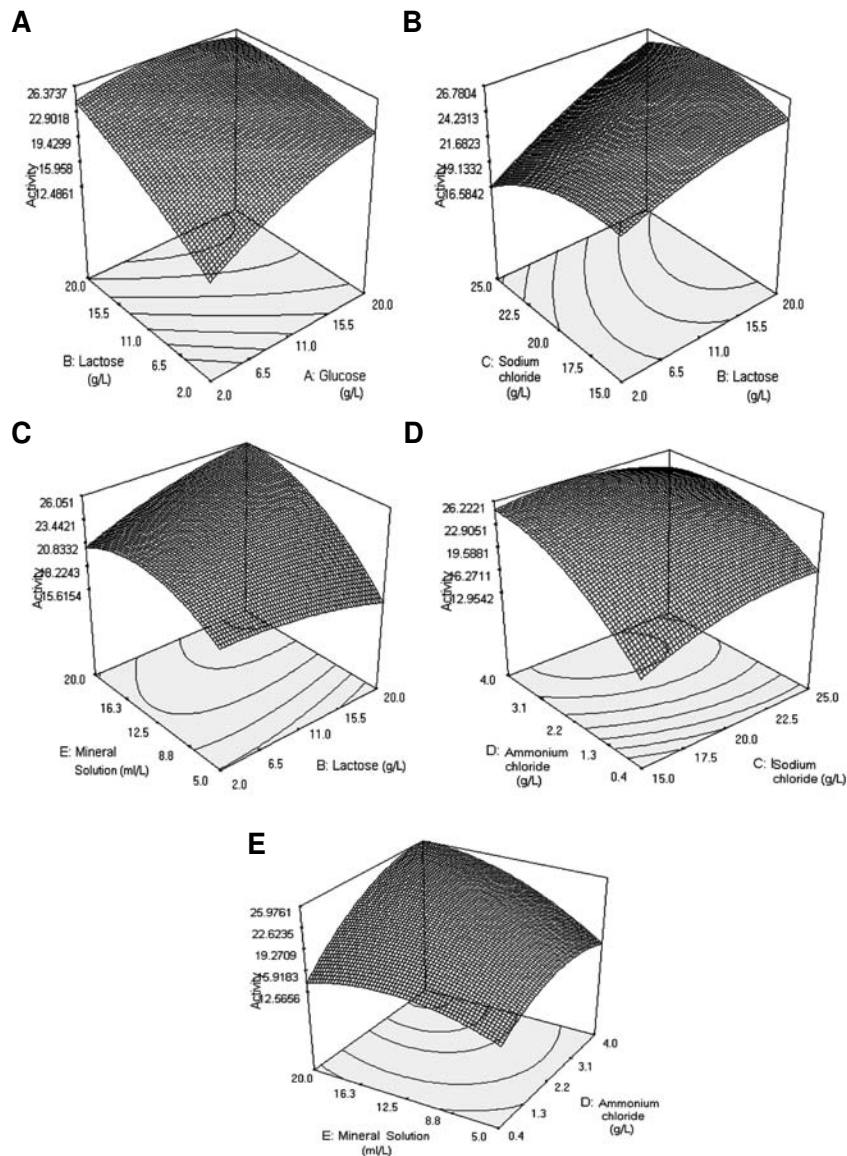 A
26.3737
22.9018
19.4299
15.958
12.4861
Activity
20.0
15.5
11.0
6.5
2.0
B: Lactose
(g/L)
2.0
6.5
11.0
15.5
20.0
A: Glucose
(g/L)
B
26.7804
24.2313
21.6823
19.1332
16.5842
Activity
25.0
22.5
20.0
17.5
15.0
C: Sodium
chloride
(g/L)
2.0
6.5
11.0
15.5
20.0
B: Lactose
(g/L)
C
26.051
23.4421
20.8332
18.2243
15.6154
Activity
20.0
16.3
12.5
8.8
5.0
E: Mineral
Solution (ml/L)
2.0
6.5
11.0
15.5
20.0
B: Lactose (g/L)
D
26.2221
22.9051
19.5881
16.2711
12.9542
Activity
4.0
3.1
2.2
1.3
0.4
D: Ammonium
chloride
(g/L)
15.0
17.5
20.0
22.5
25.0
C: Sodium
chloride (g/L)
E
25.9761
22.6235
19.2709
15.9183
12.5656
Activity
20.0
16.3
12.5
8.8
5.0
E: Mineral Solution
(ml/L)
0.4
1.3
2.2
3.1
4.0
D: Ammonium
chloride
(g/L)